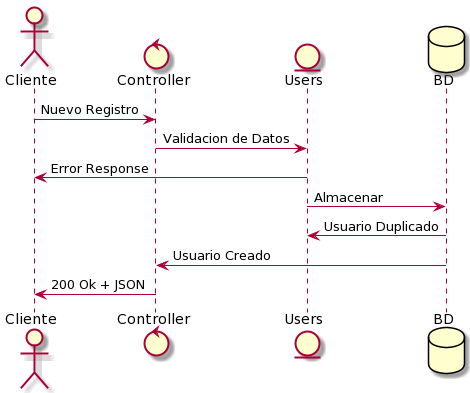 Cliente
Controller
Users
BD
Nuevo Registro
Validacion de Datos
Error Response
Almacenar
Usuario Duplicado
Usuario Creado
200 Ok + JSON
Cliente
Controller
Users
BD